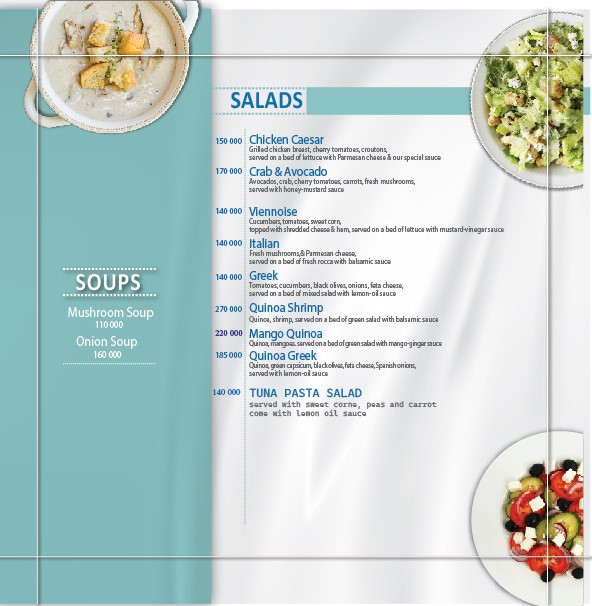 SALADS
150 000 Chicken Caesar
Grilled chicken breast, cherry tomatoes, croutons,
served on a bed of lettuce with Parmesan cheese & our special sauce
170 000 Crab & Avocado
Avocados, crab, cherry tomatoes, carrots, fresh mushrooms,
served with honey-mustard sauce
140 000 Viennoise
Cucumbers, tomatoes, sweet corn,
topped with shredded cheese & ham, served on a bed of lettuce with mustard-vinegar sauce
140 000 Italian
Fresh mushrooms,& Parmesan cheese,
served on a bed of fresh rocca with balsamic sauce
140 000 Greek
Tomatoes, cucumbers, black olives, onions, feta cheese,
served on a bed of mixed salad with lemon-oil sauce
270 000 Quinoa Shrimp
Quinoa, shrimp, served on a bed of green salad with balsamic sauce
220 000 Mango Quinoa
Quinoa, mangoes. served on a bed of green salad with mango-ginger sauce
185 000 Quinoa Greek
Quinoa, green capsicum, black olives, feta cheese, Spanish onions,
served with lemon-oil sauce
140 000 TUNA PASTA SALAD
served with sweet corne, peas and carrot
come with lemon oil sauce
SOUPS
Mushroom Soup
110 000
Onion Soup
160 000